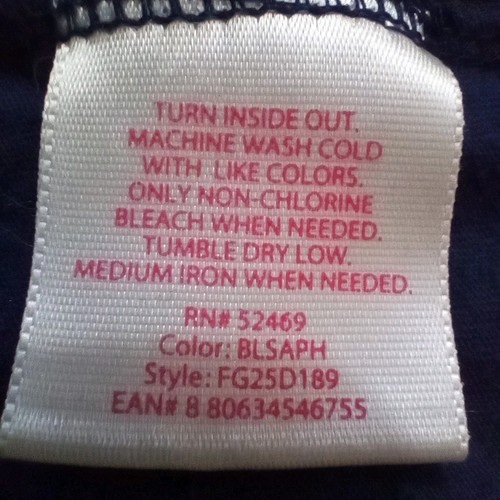 TURN INSIDE OUT.
MACHINE WASH COLD
WITH LIKE COLORS.
ONLY NON-CHLORINE
BLEACH WHEN NEEDED.
TUMBLE DRY LOW.
MEDIUM IRON WHEN NEEDED.
RN# 52469
Color: BLSAPH
Style: FG25D189
EAN# 8 80634546755